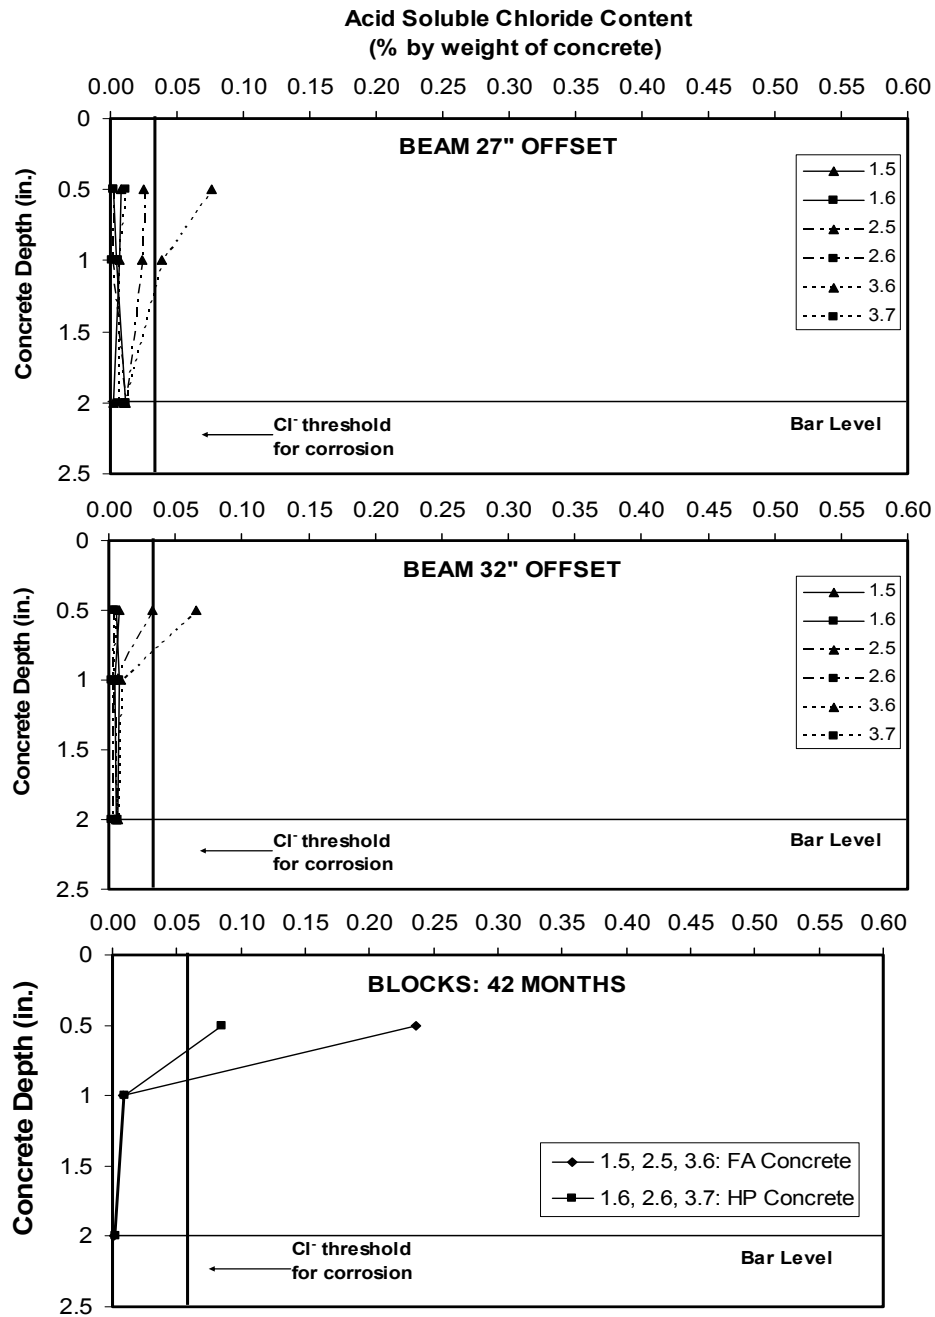 Acid Soluble Chloride Content
(% by weight of concrete)
0.00 0.05 0.10 0.15 0.20 0.25 0.30 0.35 0.40 0.45 0.50 0.55 0.60
BEAM 27" OFFSET
Concrete Depth (in.)
0
0.5
1
1.5
2
2.5
1.5
1.6
2.5
2.6
3.6
3.7
Cl- threshold
for corrosion
Bar Level
0.00 0.05 0.10 0.15 0.20 0.25 0.30 0.35 0.40 0.45 0.50 0.55 0.60
BEAM 32" OFFSET
Concrete Depth (in.)
0
0.5
1
1.5
2
2.5
1.5
1.6
2.5
2.6
3.6
3.7
Cl- threshold
for corrosion
Bar Level
0.00 0.05 0.10 0.15 0.20 0.25 0.30 0.35 0.40 0.45 0.50 0.55 0.60
BLOCKS: 42 MONTHS
Concrete Depth (in.)
0
0.5
1
1.5
2
2.5
1.5, 2.5, 3.6: FA Concrete
1.6, 2.6, 3.7: HP Concrete
Cl- threshold
for corrosion
Bar Level